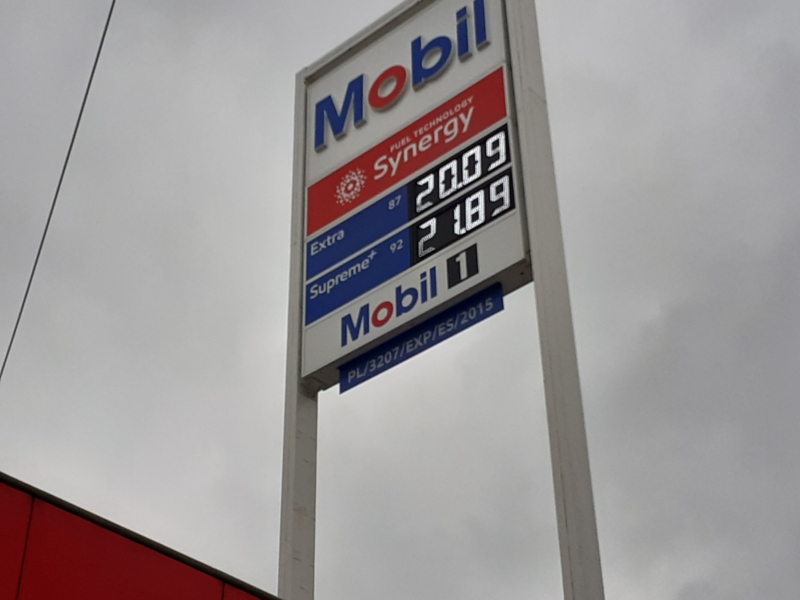 Mobil
FUEL TECHNOLOGY
Synergy
Extra 87 20.09
Supreme+ 92 21.89
Mobil 1
PL/3207/EXP/ES/2015